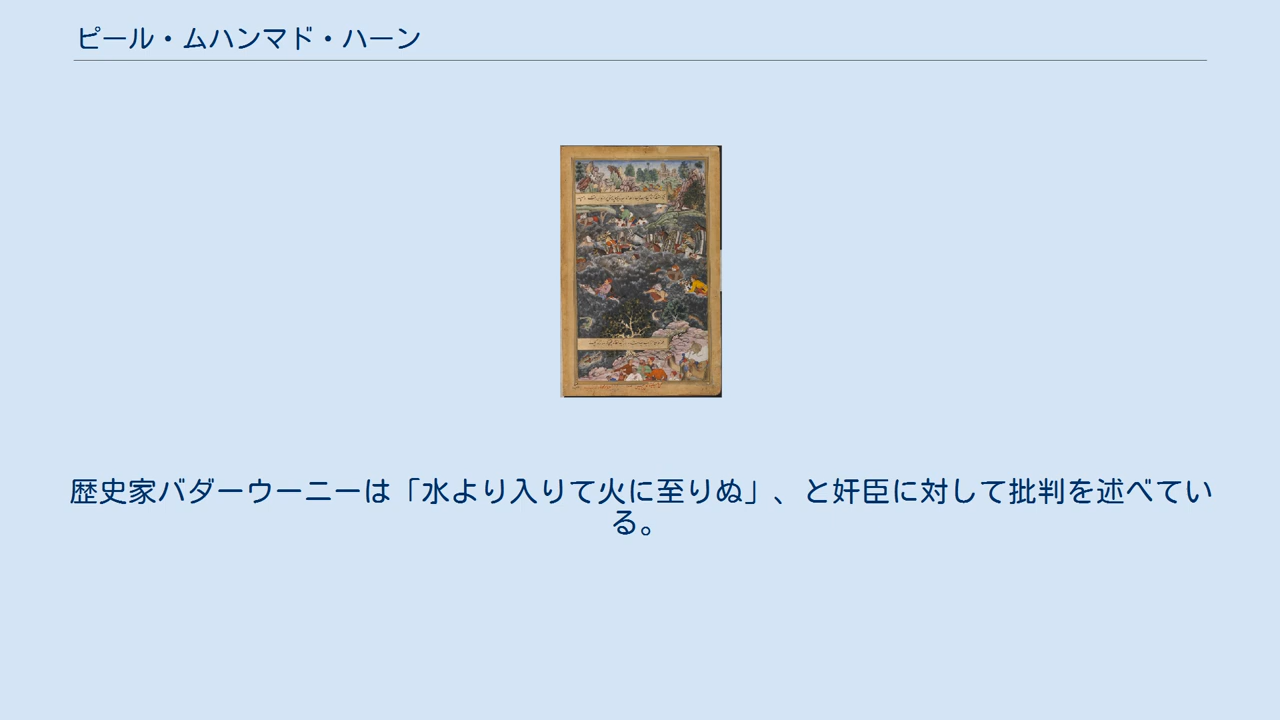 ピール・ムハンマド・ハーン
歴史家バダーウーニーは「水より入りて火に至りぬ」、と奸臣に対して批判を述べてい
る。